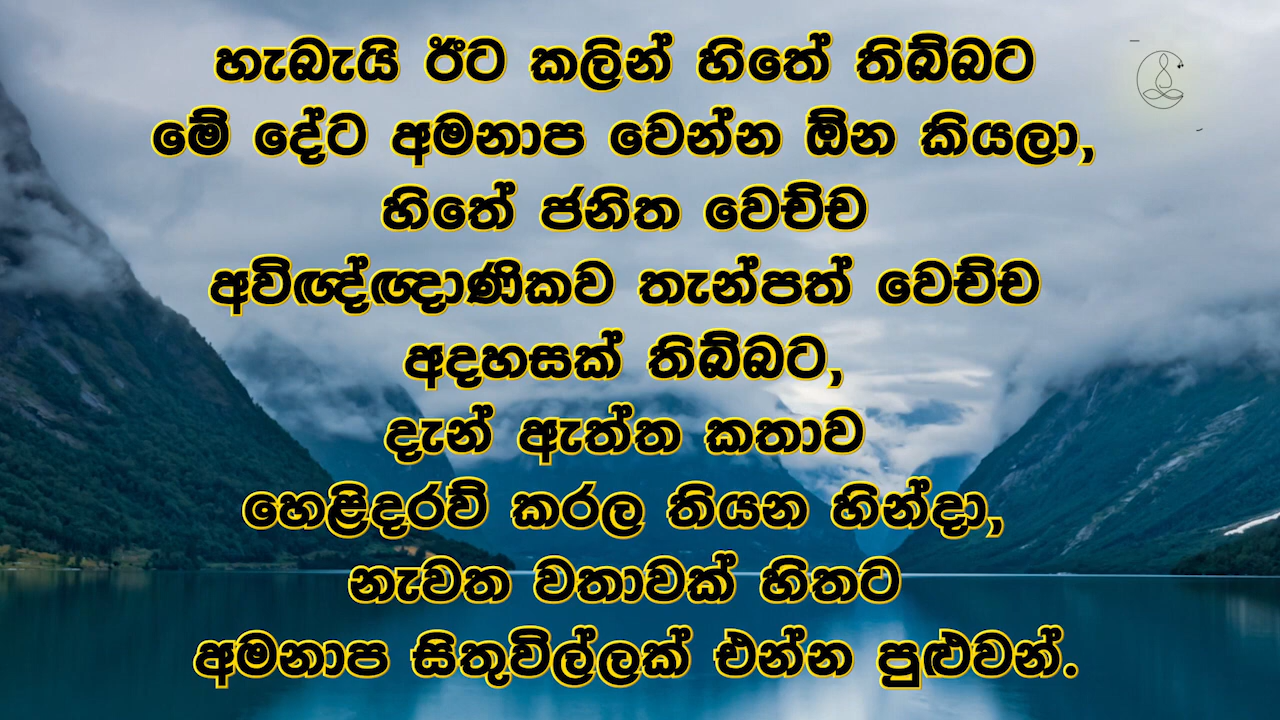 හැබැයි ඊට කලින් හිතේ තිබ්බට
මේ දේට අමනාප වෙන්න ඕන කියලා,
හිතේ ජනිත වෙච්ච
අවිඥ්ඥාණිකව තැන්පත් වෙච්ච
අදහසක් තිබ්බට,
දැන් ඇත්ත කතාව
හෙළිදරව් කරල තියන හින්දා,
නැවත වතාවක් හිතට
අමනාප සිතුවිල්ලක් එන්න පුළුවන්.